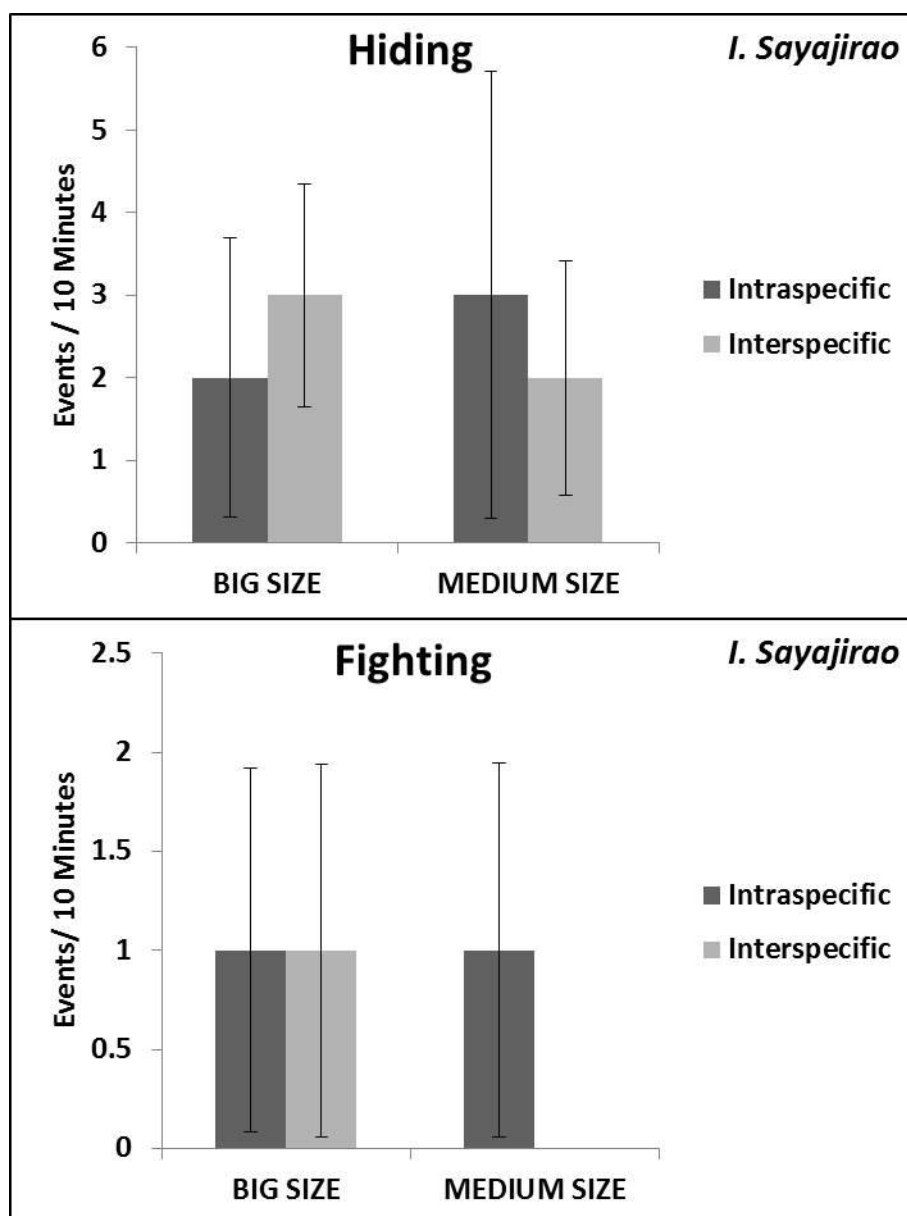 Hiding
I. Sayajirao
Events / 10 Minutes
6
5
4
3
2
1
0
BIG SIZE
MEDIUM SIZE
Intraspecific
Interspecific
Fighting
I. Sayajirao
Events/ 10 Minutes
2.5
2
1.5
1
0.5
0
BIG SIZE
MEDIUM SIZE
Intraspecific
Interspecific